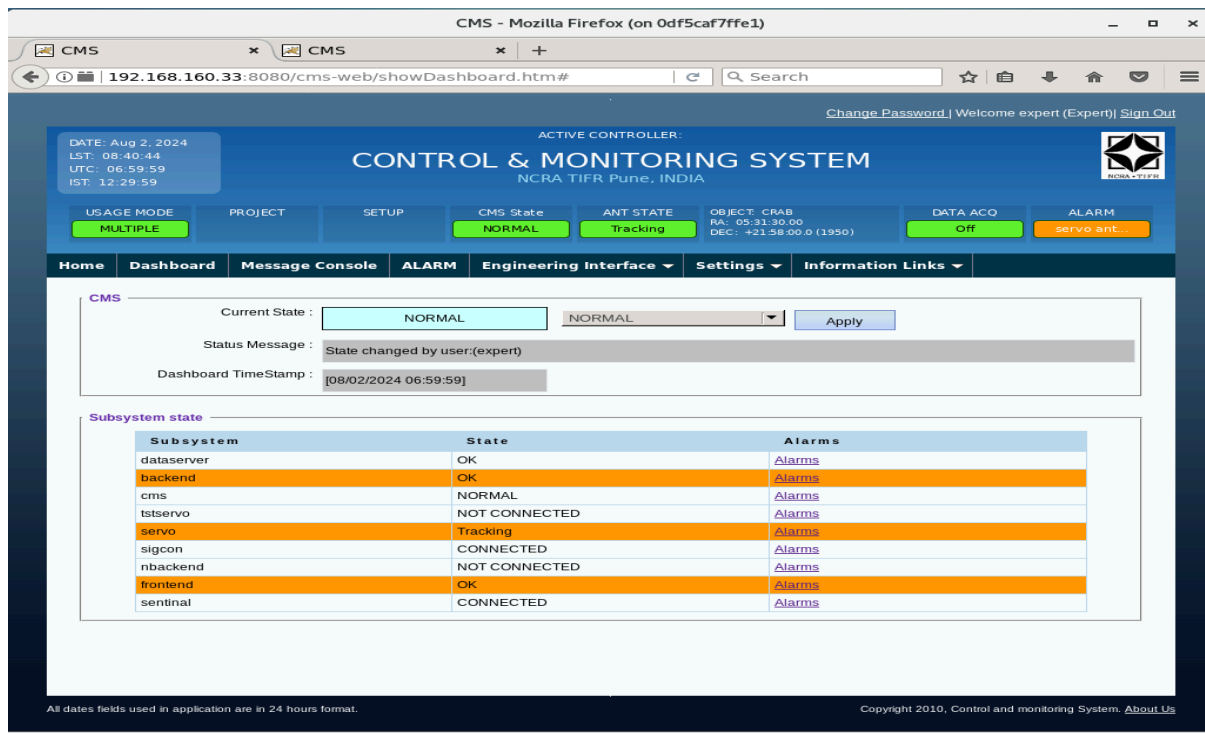 CMS - Mozilla Firefox (on 0df5caf7ffe1)
CMS × CMS × +
192.168.160.33:8080/cms-web/showDashboard.htm# Search
Change Password | Welcome expert (Expert)| Sign Out
DATE: Aug 2, 2024
LST: 08:40:44
UTC: 06:59:59
IST: 12:29:59
ACTIVE CONTROLLER:
CONTROL & MONITORING SYSTEM
NCRA TIFR Pune, INDIA
NCRA • TIFR
USAGE MODE PROJECT SETUP CMS State ANT STATE OBJECT: CRAB DATA ACQ ALARM
MULTIPLE NORMAL Tracking RA: 05:31:30.00 Off servo ant...
DEC: +21:58:00.0 (1950)
Home Dashboard Message Console ALARM Engineering Interface Settings Information Links
CMS
Current State : NORMAL NORMAL Apply
Status Message : State changed by user:(expert)
Dashboard TimeStamp : [08/02/2024 06:59:59]
Subsystem state
Subsystem State Alarms
dataserver OK Alarms
backend OK Alarms
cms NORMAL Alarms
tstservo NOT CONNECTED Alarms
servo Tracking Alarms
sigcon CONNECTED Alarms
nbackend NOT CONNECTED Alarms
frontend OK Alarms
sentinal CONNECTED Alarms
All dates fields used in application are in 24 hours format. Copyright 2010, Control and monitoring System. About Us